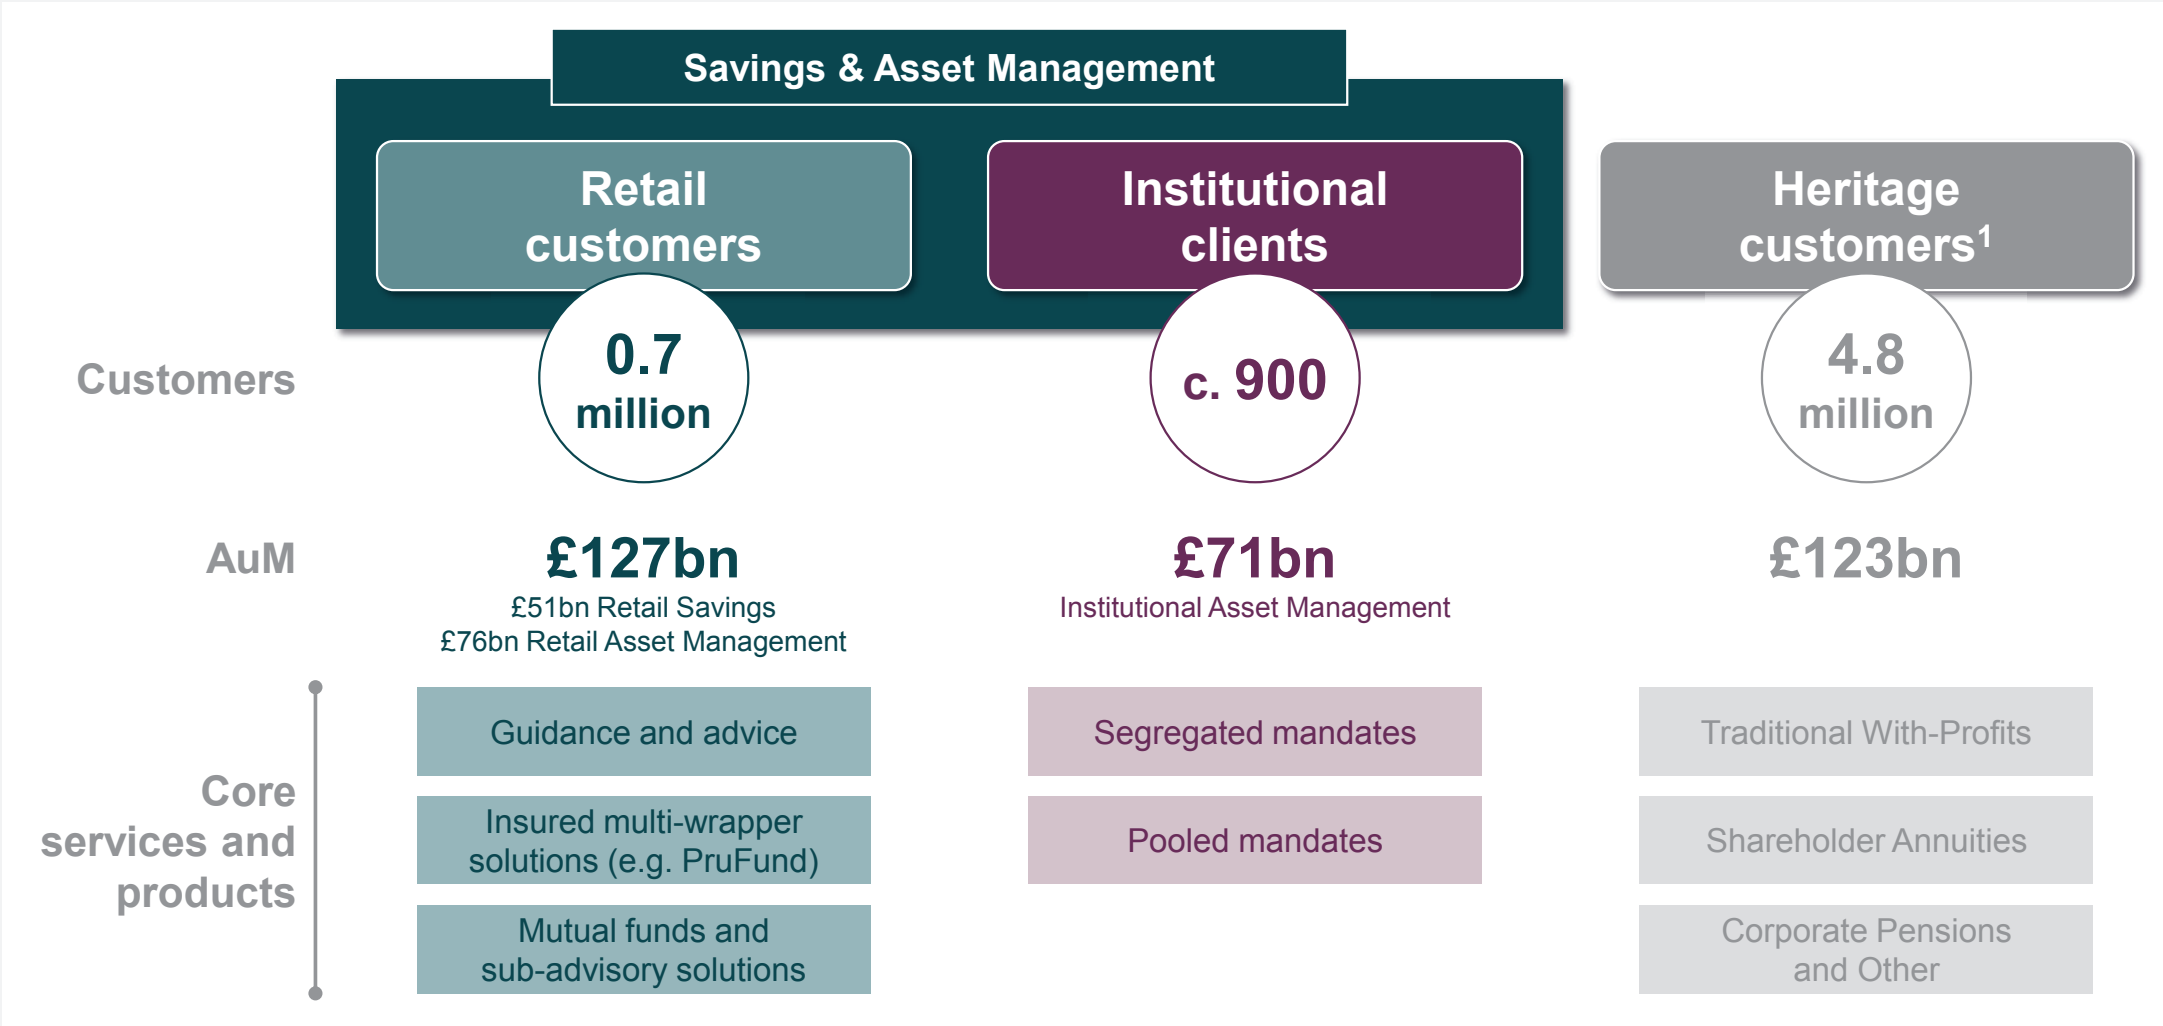 Savings & Asset Management
Retail
customers
Institutional
clients
Heritage
customers¹
Customers
0.7
million
c. 900
4.8
million
AuM
£127bn
£51bn Retail Savings
£76bn Retail Asset Management
£71bn
Institutional Asset Management
£123bn
Core
services and
products
Guidance and advice
Insured multi-wrapper
solutions (e.g. PruFund)
Mutual funds and
sub-advisory solutions
Segregated mandates
Pooled mandates
Traditional With-Profits
Shareholder Annuities
Corporate Pensions
and Other